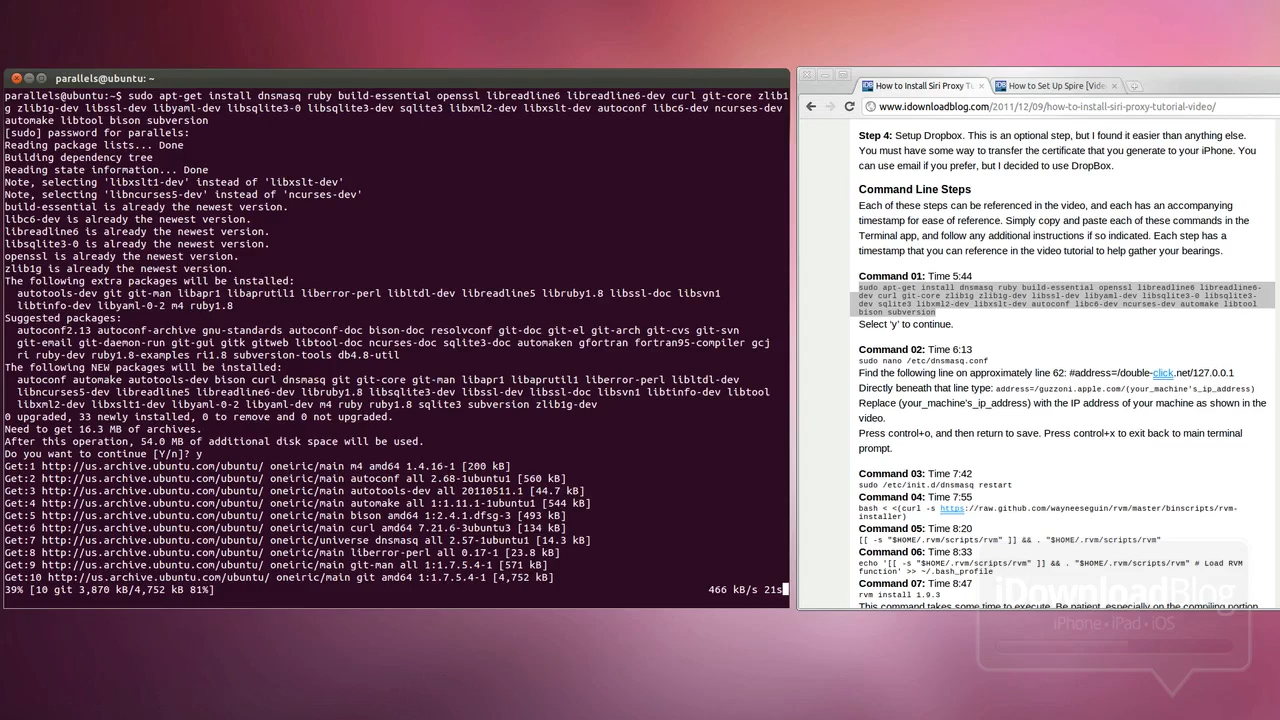 parallels@ubuntu: ~
parallels@ubuntu:~$ sudo apt-get install dnsmasq ruby build-essential openssl libreadline6 libreadline6-dev curl git-core zlib1
g zlib1g-dev libssl-dev libyaml-dev libsqlite3-0 libsqlite3-dev sqlite3 libxml2-dev libxslt-dev autoconf libc6-dev ncurses-dev
automake libtool bison subversion
[sudo] password for parallels:
Reading package lists... Done
Building dependency tree
Reading state information... Done
Note, selecting 'libxslt1-dev' instead of 'libxslt-dev'
Note, selecting 'libncurses5-dev' instead of 'ncurses-dev'
build-essential is already the newest version.
libc6-dev is already the newest version.
libreadline6 is already the newest version.
libsqlite3-0 is already the newest version.
openssl is already the newest version.
zlib1g is already the newest version.
The following extra packages will be installed:
autotools-dev git git-man libapr1 libaprutil1 liberror-perl libltdl-dev libreadline5 libruby1.8 libssl-doc libsvn1
libtinfo-dev libyaml-0-2 m4 ruby1.8
Suggested packages:
autoconf2.13 autoconf-archive gnu-standards autoconf-doc bison-doc resolvconf git-doc git-el git-arch git-cvs git-svn
git-email git-daemon-run git-gui gitk gitweb libtool-doc ncurses-doc sqlite3-doc automaken gfortran fortran95-compiler gcj
ri ruby-dev ruby1.8-examples ri1.8 subversion-tools db4.8-util
The following NEW packages will be installed:
autoconf automake autotools-dev bison curl dnsmasq git git-core git-man libapr1 libaprutil1 liberror-perl libltdl-dev
libncurses5-dev libreadline5 libreadline6-dev libruby1.8 libsqlite3-dev libssl-dev libssl-doc libsvn1 libtinfo-dev libtool
libxml2-dev libxslt1-dev libyaml-0-2 libyaml-dev m4 ruby ruby1.8 sqlite3 subversion zlib1g-dev
0 upgraded, 33 newly installed, 0 to remove and 0 not upgraded.
Need to get 16.3 MB of archives.
After this operation, 54.0 MB of additional disk space will be used.
Do you want to continue [Y/n]? y
Get:1 http://us.archive.ubuntu.com/ubuntu/ oneiric/main m4 amd64 1.4.16-1 [200 kB]
Get:2 http://us.archive.ubuntu.com/ubuntu/ oneiric/main autoconf all 2.68-1ubuntu1 [560 kB]
Get:3 http://us.archive.ubuntu.com/ubuntu/ oneiric/main autotools-dev all 20110511.1 [44.7 kB]
Get:4 http://us.archive.ubuntu.com/ubuntu/ oneiric/main automake all 1:1.11.1-1ubuntu1 [544 kB]
Get:5 http://us.archive.ubuntu.com/ubuntu/ oneiric/main bison amd64 1:2.4.1.dfsg-3 [493 kB]
Get:6 http://us.archive.ubuntu.com/ubuntu/ oneiric/main curl amd64 7.21.6-3ubuntu3 [134 kB]
Get:7 http://us.archive.ubuntu.com/ubuntu/ oneiric/universe dnsmasq all 2.57-1ubuntu1 [14.3 kB]
Get:8 http://us.archive.ubuntu.com/ubuntu/ oneiric/main liberror-perl all 0.17-1 [23.8 kB]
Get:9 http://us.archive.ubuntu.com/ubuntu/ oneiric/main git-man all 1:1.7.5.4-1 [571 kB]
Get:10 http://us.archive.ubuntu.com/ubuntu/ oneiric/main git amd64 1:1.7.5.4-1 [4,752 kB]
39% [10 git 3,870 kB/4,752 kB 81%] 466 kB/s 21s
How to Install Siri Proxy Tu
How to Set Up Spire [Vide
www.idownloadblog.com/2011/12/09/how-to-install-siri-proxy-tutorial-video/
Step 4: Setup Dropbox. This is an optional step, but I found it easier than anything else.
You must have some way to transfer the certificate that you generate to your iPhone. You
can use email if you prefer, but I decided to use DropBox.
Command Line Steps
Each of these steps can be referenced in the video, and each has an accompanying
timestamp for ease of reference. Simply copy and paste each of these commands in the
Terminal app, and follow any additional instructions if so indicated. Each step has a
timestamp that you can reference in the video tutorial to help gather your bearings.
Command 01: Time 5:44
sudo apt-get install dnsmasq ruby build-essential openssl libreadline6 libreadline6-
dev curl git-core zlib1g zlib1g-dev libssl-dev libyaml-dev libsqlite3-0 libsqlite3-
dev sqlite3 libxml2-dev libxslt-dev autoconf libc6-dev ncurses-dev automake libtool
bison subversion
Select 'y' to continue.
Command 02: Time 6:13
sudo nano /etc/dnsmasq.conf
Find the following line on approximately line 62: #address=/double-click.net/127.0.0.1
Directly beneath that line type: address=/guzzoni.apple.com/(your_machine's_ip_address)
Replace (your_machine's_ip_address) with the IP address of your machine as shown in the
video.
Press control+o, and then return to save. Press control+x to exit back to main terminal
prompt.
Command 03: Time 7:42
sudo /etc/init.d/dnsmasq restart
Command 04: Time 7:55
bash < <(curl -s https://raw.github.com/wayneeseguin/rvm/master/binscripts/rvm-
installer)
Command 05: Time 8:20
[[ -s "$HOME/.rvm/scripts/rvm" ]] && . "$HOME/.rvm/scripts/rvm"
Command 06: Time 8:33
echo '[[ -s "$HOME/.rvm/scripts/rvm" ]] && . "$HOME/.rvm/scripts/rvm" # Load RVM
function' >> ~/.bash_profile
Command 07: Time 8:47
rvm install 1.9.3
This command takes some time to execute. Be patient, especially on the compiling portion
iDownloadBlog
iPhone • iPad • iOS